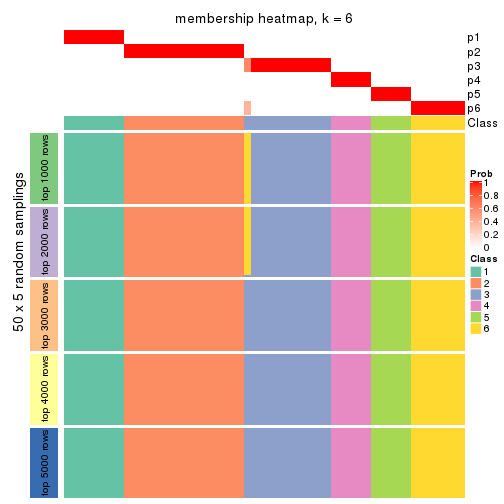 membership heatmap, k = 6
p1
p2
p3
p4
p5
p6
Class
50 x 5 random samplings
top 1000 rows
top 2000 rows
top 3000 rows
top 4000 rows
top 5000 rows
Prob
1
0.8
0.6
0.4
0.2
0
Class
1
2
3
4
5
6